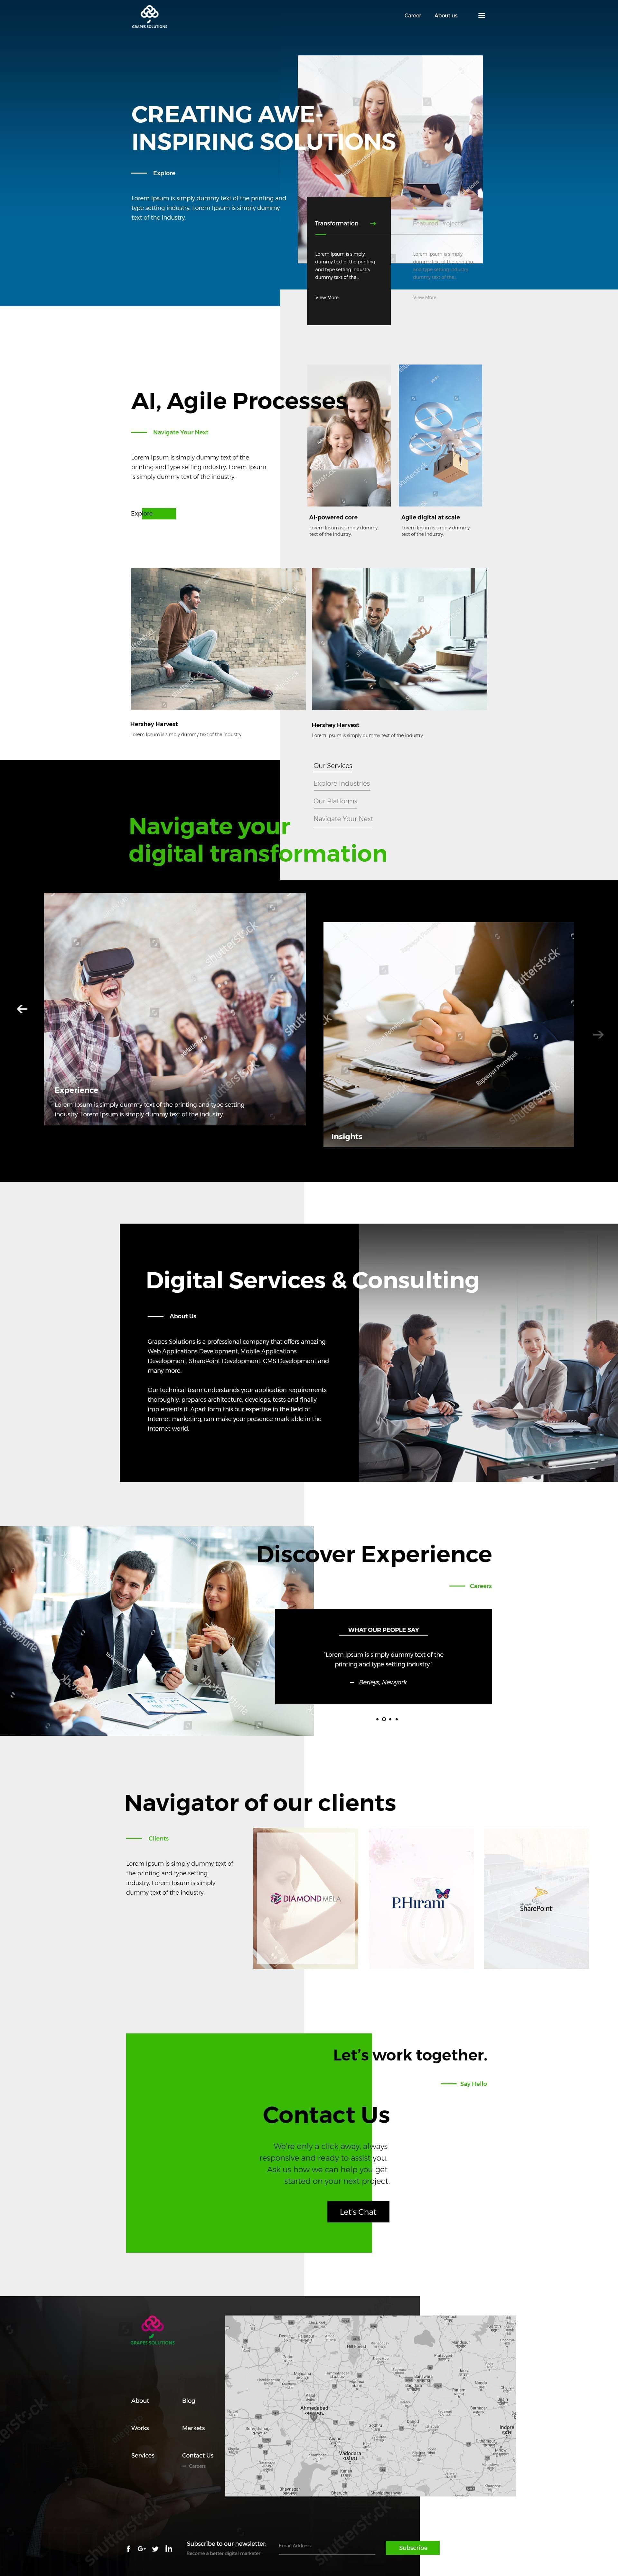 GRAPES SOLUTIONS
Career
About us
CREATING AWE-
INSPIRING SOLUTIONS
Explore
Lorem Ipsum is simply dummy text of the printing and
type setting industry. Lorem Ipsum is simply dummy
text of the industry.
Transformation
Lorem Ipsum is simply
dummy text of the printing
and type setting industry
dummy text of the...
View More
Lorem Ipsum is simply
dummy text of the printing
and type setting industry
dummy text of the...
View More
AI, Agile Processes
Navigate Your Next
Lorem Ipsum is simply dummy text of the
printing and type setting industry. Lorem Ipsum
is simply dummy text of the industry.
Explore
AI-powered core
Lorem Ipsum is simply dummy
text of the industry.
Agile digital at scale
Lorem Ipsum is simply dummy
text of the industry.
Hershey Harvest
Lorem Ipsum is simply dummy text of the industry.
Hershey Harvest
Lorem Ipsum is simply dummy text of the industry.
Our Services
Explore Industries
Our Platforms
Navigate Your Next
Navigate your
digital transformation
Experience
Lorem Ipsum is simply dummy text of the printing and type setting
industry. Lorem Ipsum is simply dummy text of the industry.
Insights
Digital Services & Consulting
About Us
Grapes Solutions is a professional company that offers amazing
Web Applications Development, Mobile Applications
Development, SharePoint Development, CMS Development and
many more.
Our technical team understands your application requirements
thoroughly, prepares architecture, develops, tests and finally
implements it. Apart form this our expertise in the field of
Internet marketing, can make your presence mark-able in the
Internet world.
Discover Experience
Careers
WHAT OUR PEOPLE SAY
"Lorem Ipsum is simply dummy text of the
printing and type setting industry."
Berleys, Newyork
Navigator of our clients
Clients
Lorem Ipsum is simply dummy text of
the printing and type setting
industry. Lorem Ipsum is simply
dummy text of the industry.
DIAMOND MELA
P.Hirani
SharePoint
Let's work together.
Say Hello
Contact Us
We're only a click away, always
responsive and ready to assist you.
Ask us how we can help you get
started on your next project.
Let's Chat
GRAPES SOLUTIONS
About
Blog
Works
Markets
Services
Contact Us
Careers
Ahmedabad
Vadodara
Anand
Indore
Subscribe to our newsletter:
Become a better digital marketer
Email Address
Subscribe